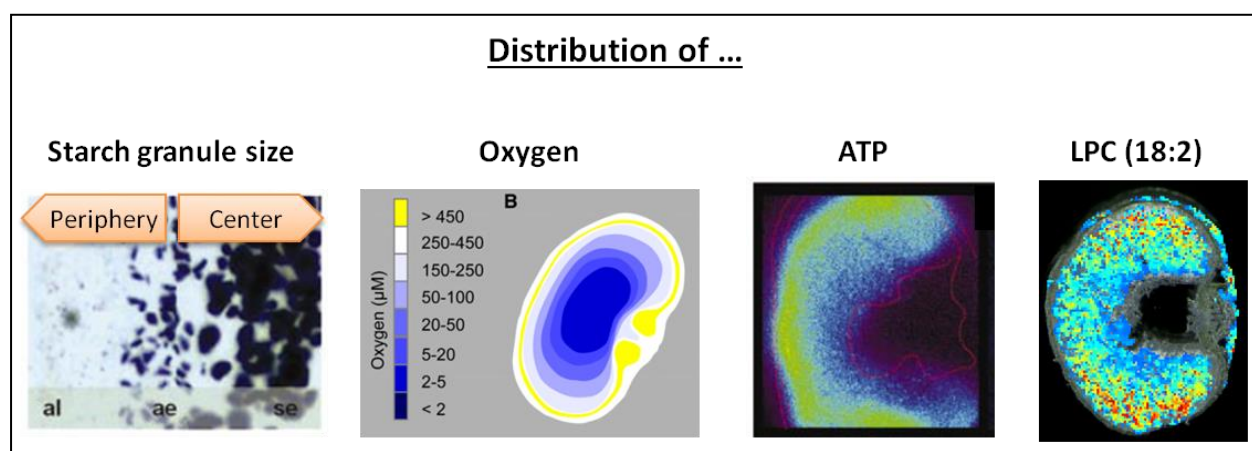 Distribution of ...
Starch granule size
Oxygen
ATP
LPC (18:2)
Periphery
Center
al
ae
se
B
Oxygen (µM)
> 450
250-450
150-250
50-100
20-50
5-20
2-5
< 2